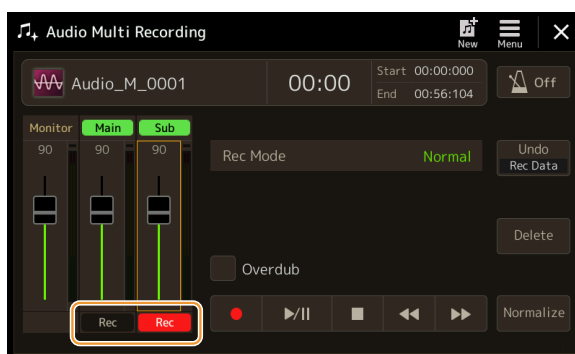 Audio Multi Recording
New
Menu
Audio_M_0001
00:00
Start 00:00:000
End 00:56:104
Off
Monitor Main Sub
90 90 90
Rec Mode Normal
Undo
Rec Data
Delete
Overdub
Rec Rec
Normalize